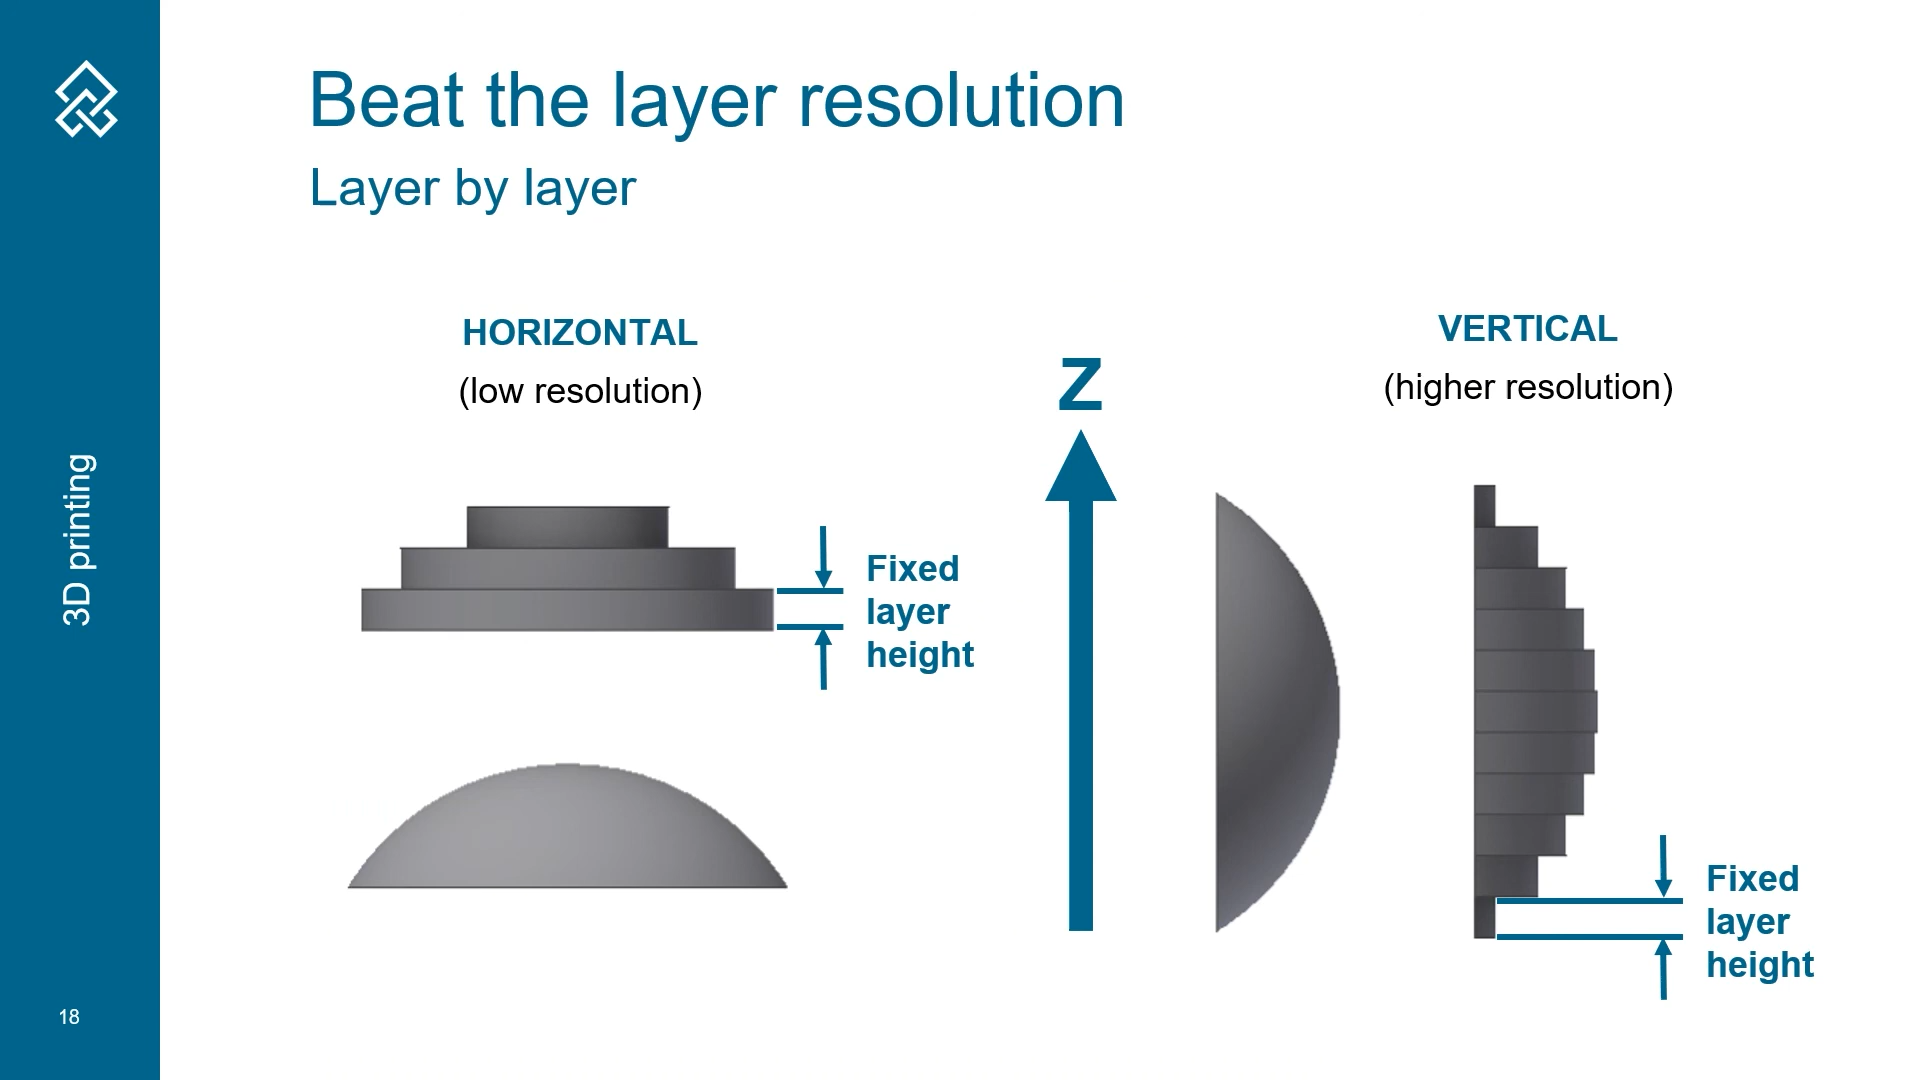 Beat the layer resolution
Layer by layer
HORIZONTAL
(low resolution)
Z
VERTICAL
(higher resolution)
Fixed
layer
height
Fixed
layer
height
3D printing
18